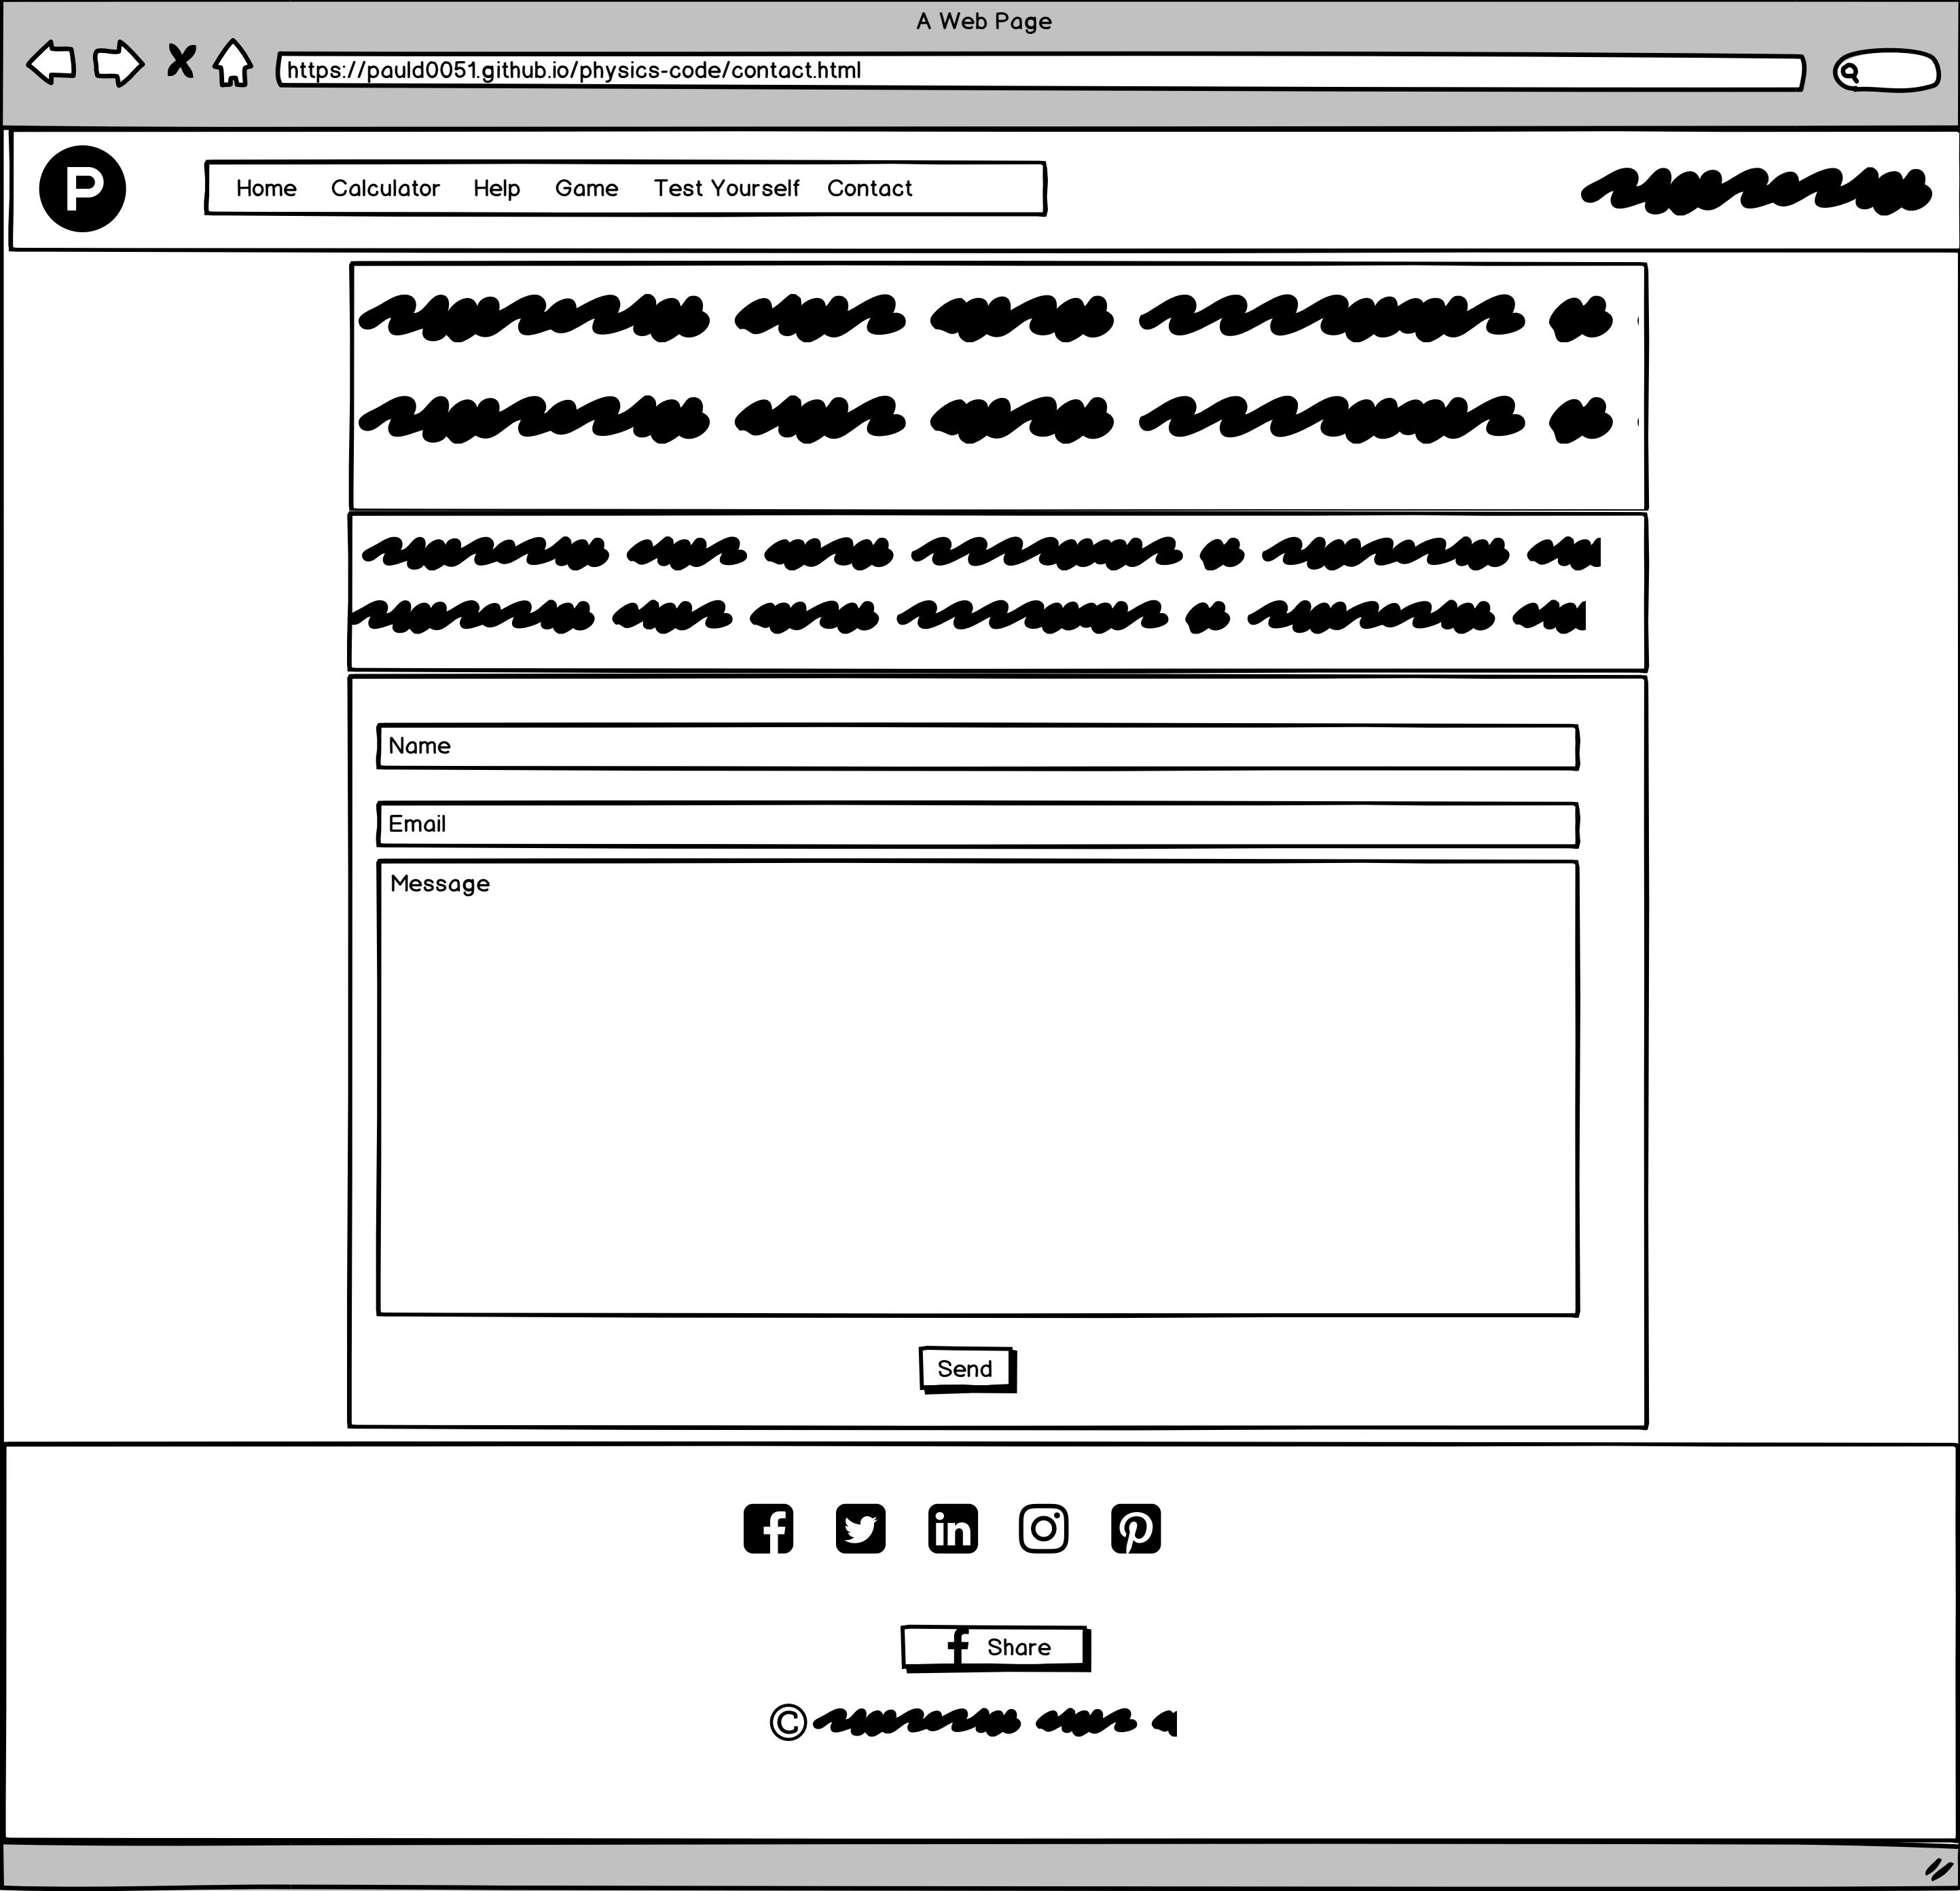 A Web Page
https://pauld0051.github.io/physics-code/contact.html
P
Home Calculator Help Game Test Yourself Contact
Name
Email
Message
Send
Share
©